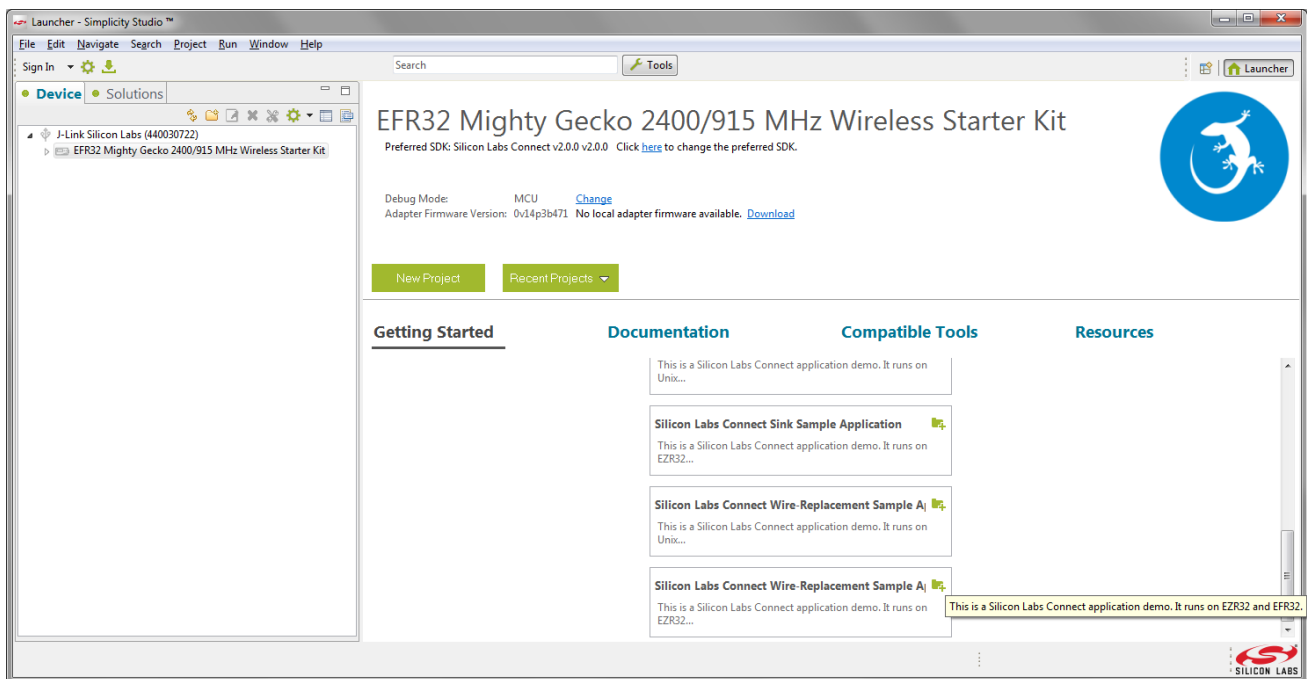 Launcher - Simplicity Studio ™
File Edit Navigate Search Project Run Window Help
Sign In Search Tools Launcher
Device Solutions
J-Link Silicon Labs (440030722)
EFR32 Mighty Gecko 2400/915 MHz Wireless Starter Kit
EFR32 Mighty Gecko 2400/915 MHz Wireless Starter Kit
Preferred SDK: Silicon Labs Connect v2.0.0 v2.0.0 Click here to change the preferred SDK.
Debug Mode: MCU Change
Adapter Firmware Version: 0v14p3b471 No local adapter firmware available. Download
New Project Recent Projects
Getting Started Documentation Compatible Tools Resources
This is a Silicon Labs Connect application demo. It runs on
Unix...
Silicon Labs Connect Sink Sample Application
This is a Silicon Labs Connect application demo. It runs on
EZR32...
Silicon Labs Connect Wire-Replacement Sample A
This is a Silicon Labs Connect application demo. It runs on
Unix...
Silicon Labs Connect Wire-Replacement Sample A
This is a Silicon Labs Connect application demo. It runs on
EZR32...
This is a Silicon Labs Connect application demo. It runs on EZR32 and EFR32.
SILICON LABS